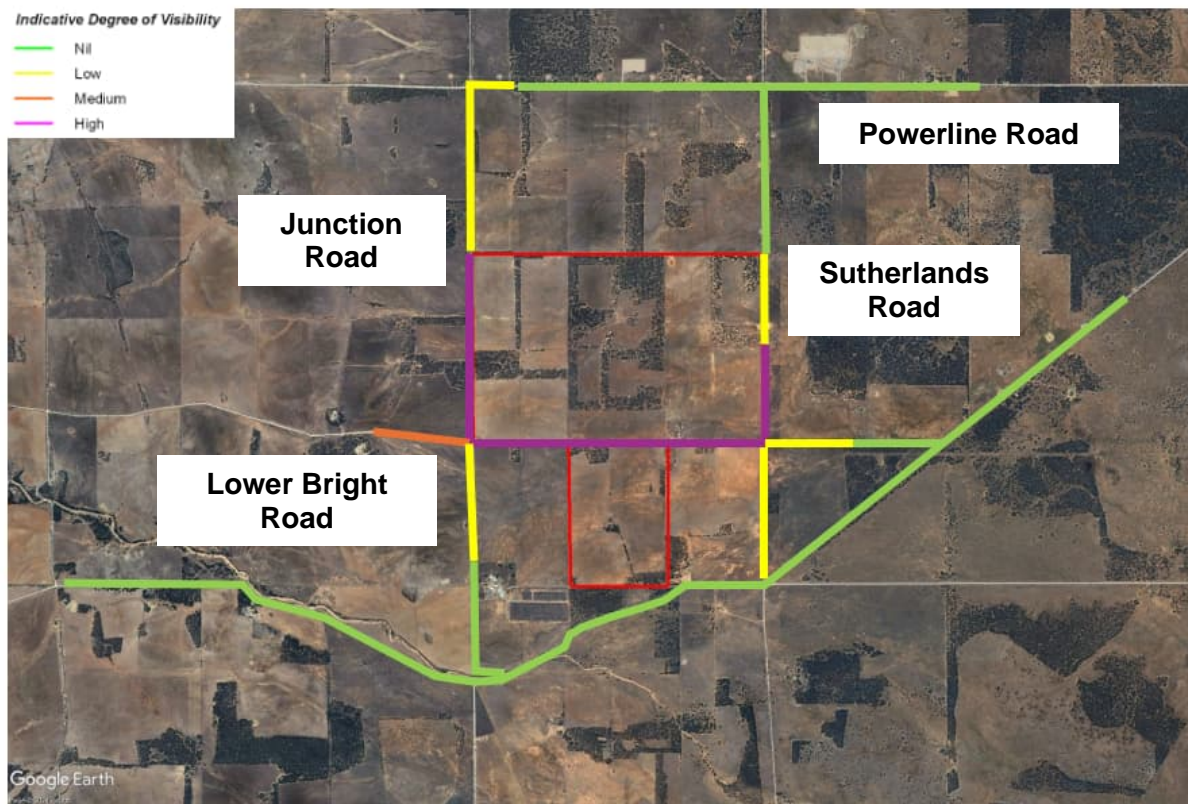 Indicative Degree of Visibility
Nil
Low
Medium
High
Powerline Road
Junction
Road
Sutherlands
Road
Lower Bright
Road
Google Earth